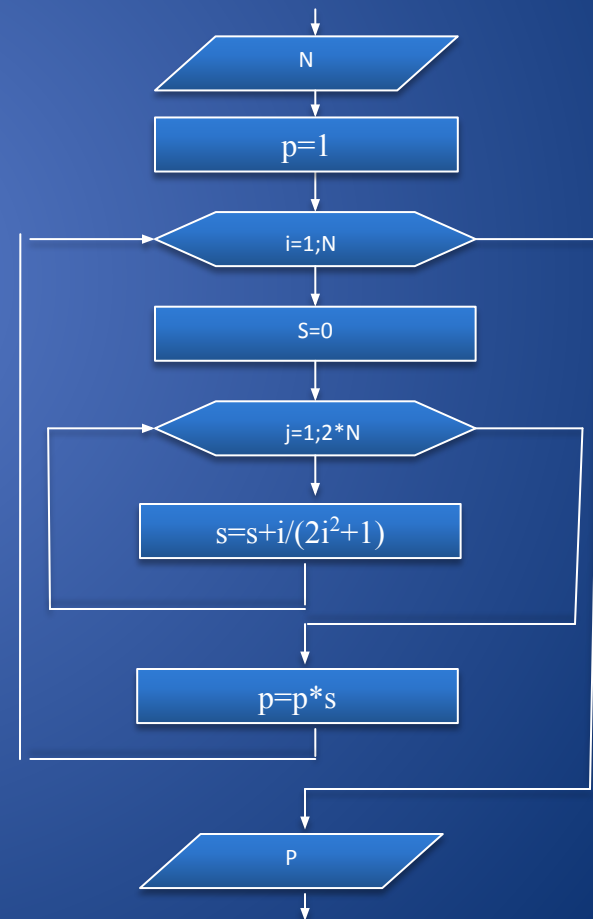 N
p=1
i=1;N
S=0
j=1;2*N
s=s+i/(2i²+1)
p=p*s
P